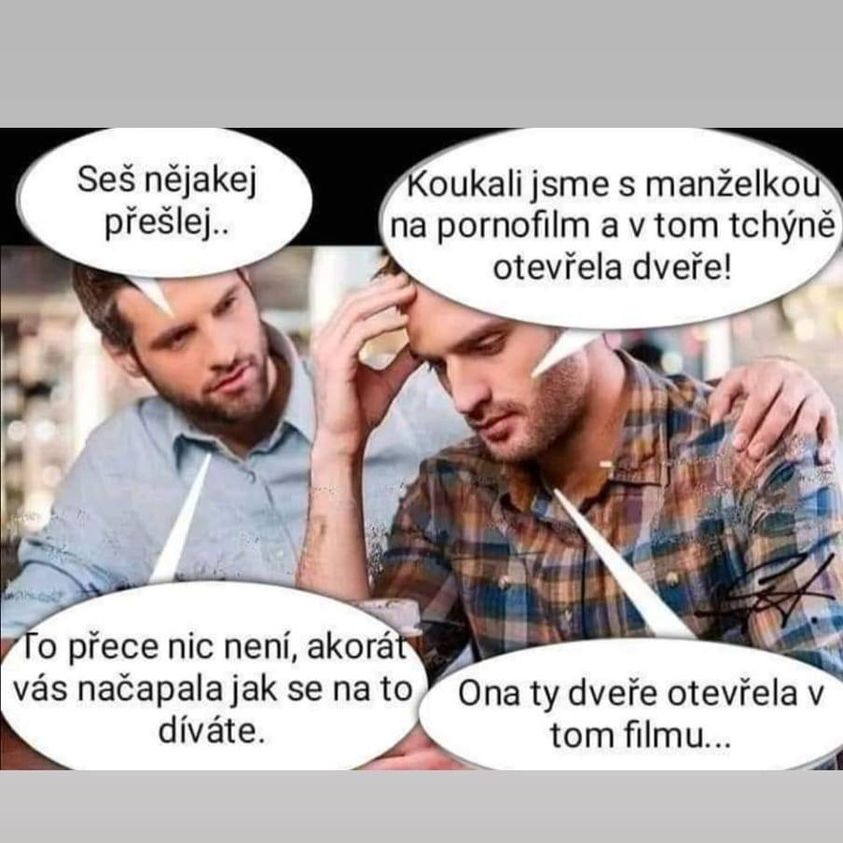 Seš nějakej
přešlej..
Koukali jsme s manželkou
na pornofilm a v tom tchýně
otevřela dveře!
To přece nic není, akorát
vás načapala jak se na to
díváte.
Ona ty dveře otevřela v
tom filmu...